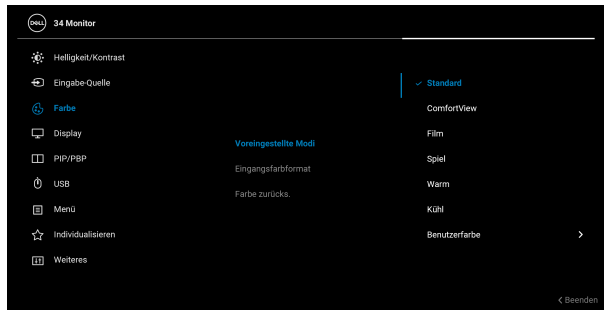 DELL 34 Monitor
Helligkeit/Kontrast
Eingabe-Quelle
Farbe
Display
PIP/PBP
USB
Menü
Individualisieren
Weiteres
Voreingestellte Modi
Eingangsfarbformat
Farbe zurücks.
Standard
ComfortView
Film
Spiel
Warm
Kühl
Benutzerfarbe
Beenden